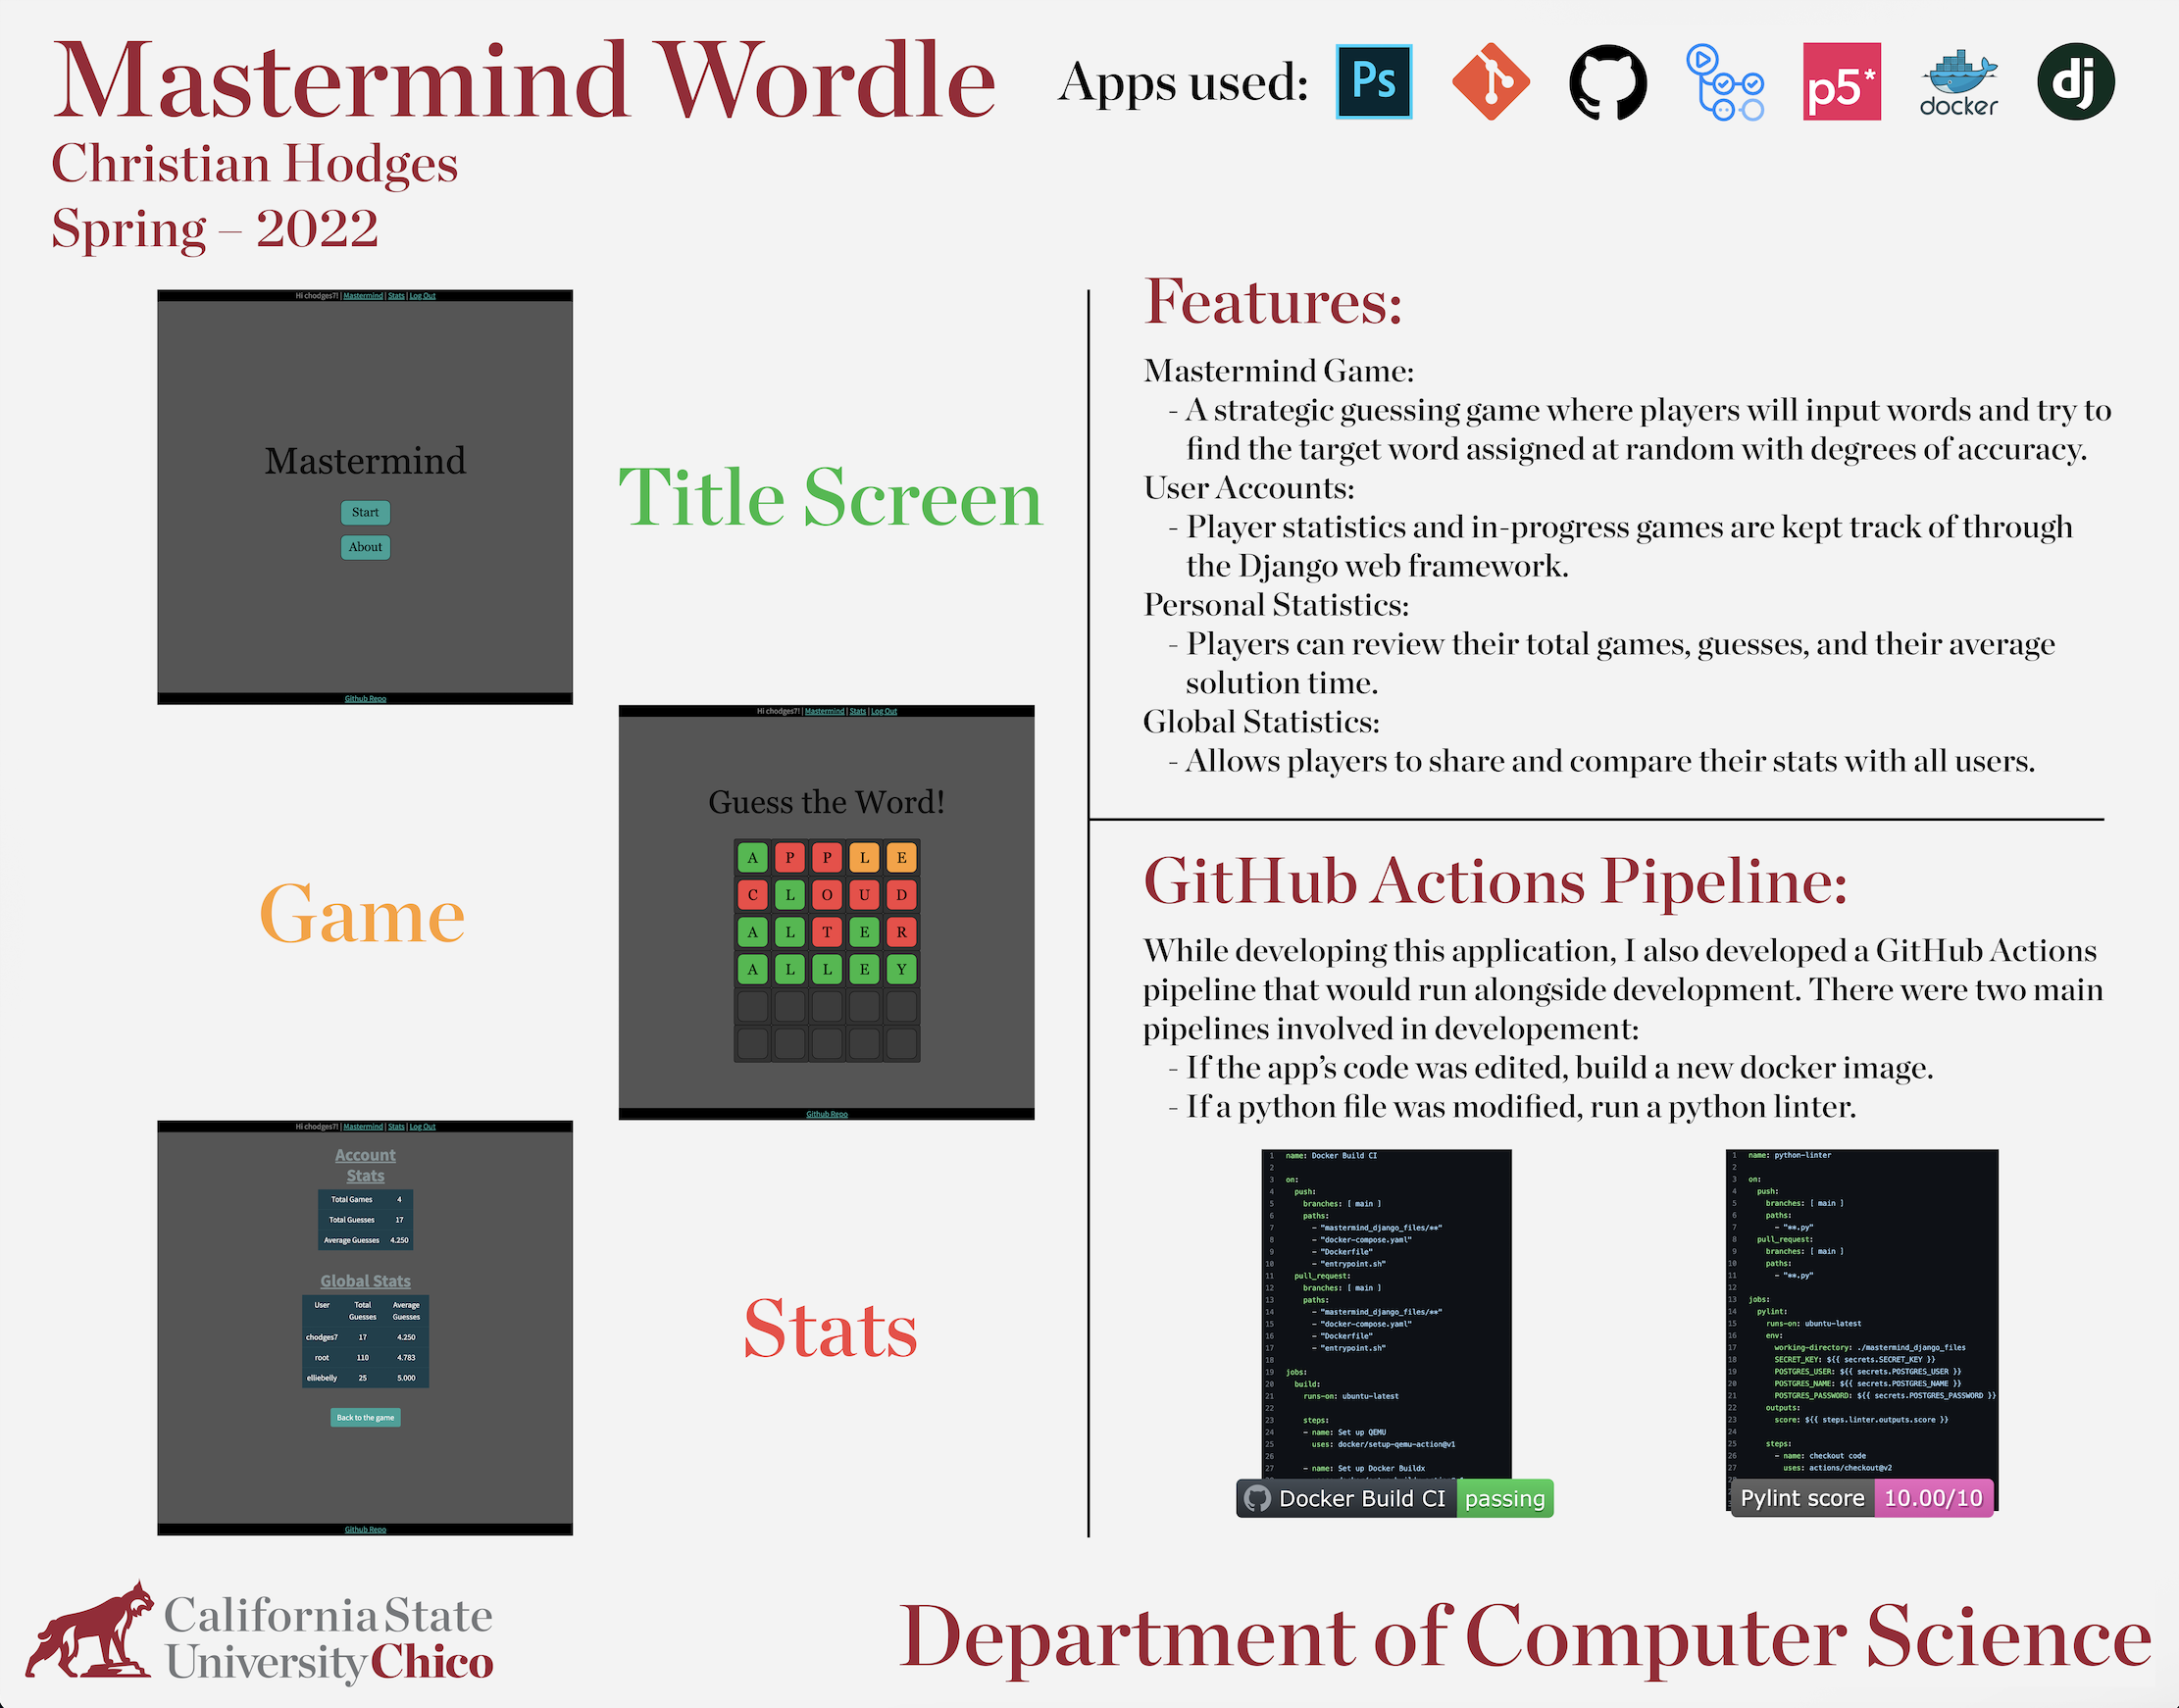 Mastermind Wordle
Christian Hodges
Spring – 2022
Apps used:
Ps
p5*
docker
dj
Hi chodges7! | Mastermind | Stats | Log Out
Mastermind
Start
About
Github Repo
Title Screen
Game
Hi chodges7! | Mastermind | Stats | Log Out
Guess the Word!
A P P L E
C L O U D
A L T E R
A L L E Y
Github Repo
Hi chodges7! | Mastermind | Stats | Log Out
Account
Stats
Total Games 4
Total Guesses 17
Average Guesses 4.250
Global Stats
User Total Guesses Average Guesses
chodges7 17 4.250
root 110 4.783
elliebelly 25 5.000
Back to the game
Github Repo
Stats
Features:
Mastermind Game:
- A strategic guessing game where players will input words and try to
find the target word assigned at random with degrees of accuracy.
User Accounts:
- Player statistics and in-progress games are kept track of through
the Django web framework.
Personal Statistics:
- Players can review their total games, guesses, and their average
solution time.
Global Statistics:
- Allows players to share and compare their stats with all users.
GitHub Actions Pipeline:
While developing this application, I also developed a GitHub Actions
pipeline that would run alongside development. There were two main
pipelines involved in developement:
- If the app's code was edited, build a new docker image.
- If a python file was modified, run a python linter.
1 name: Docker Build CI
2
3 on:
4 push:
5 branches: [ main ]
6 paths:
7 - "mastermind_django_files/**"
8 - "docker-compose.yaml"
9 - "Dockerfile"
10 - "entrypoint.sh"
11 pull_request:
12 branches: [ main ]
13 paths:
14 - "mastermind_django_files/**"
15 - "docker-compose.yaml"
16 - "Dockerfile"
17 - "entrypoint.sh"
18
19 jobs:
20 build:
21 runs-on: ubuntu-latest
22
23 steps:
24 - name: Set up QEMU
25 uses: docker/setup-qemu-action@v1
26
27 - name: Set up Docker Buildx
Docker Build CI passing
1 name: python-linter
2
3 on:
4 push:
5 branches: [ main ]
6 paths:
7 - "**.py"
8 pull_request:
9 branches: [ main ]
10 paths:
11 - "**.py"
12
13 jobs:
14 pylint:
15 runs-on: ubuntu-latest
16 env:
17 working-directory: ./mastermind_django_files
18 SECRET_KEY: ${{ secrets.SECRET_KEY }}
19 POSTGRES_USER: ${{ secrets.POSTGRES_USER }}
20 POSTGRES_NAME: ${{ secrets.POSTGRES_NAME }}
21 POSTGRES_PASSWORD: ${{ secrets.POSTGRES_PASSWORD }}
22 outputs:
23 score: ${{ steps.linter.outputs.score }}
24
25 steps:
26 - name: checkout code
27 uses: actions/checkout@v2
Pylint score 10.00/10
California State
University Chico
Department of Computer Science